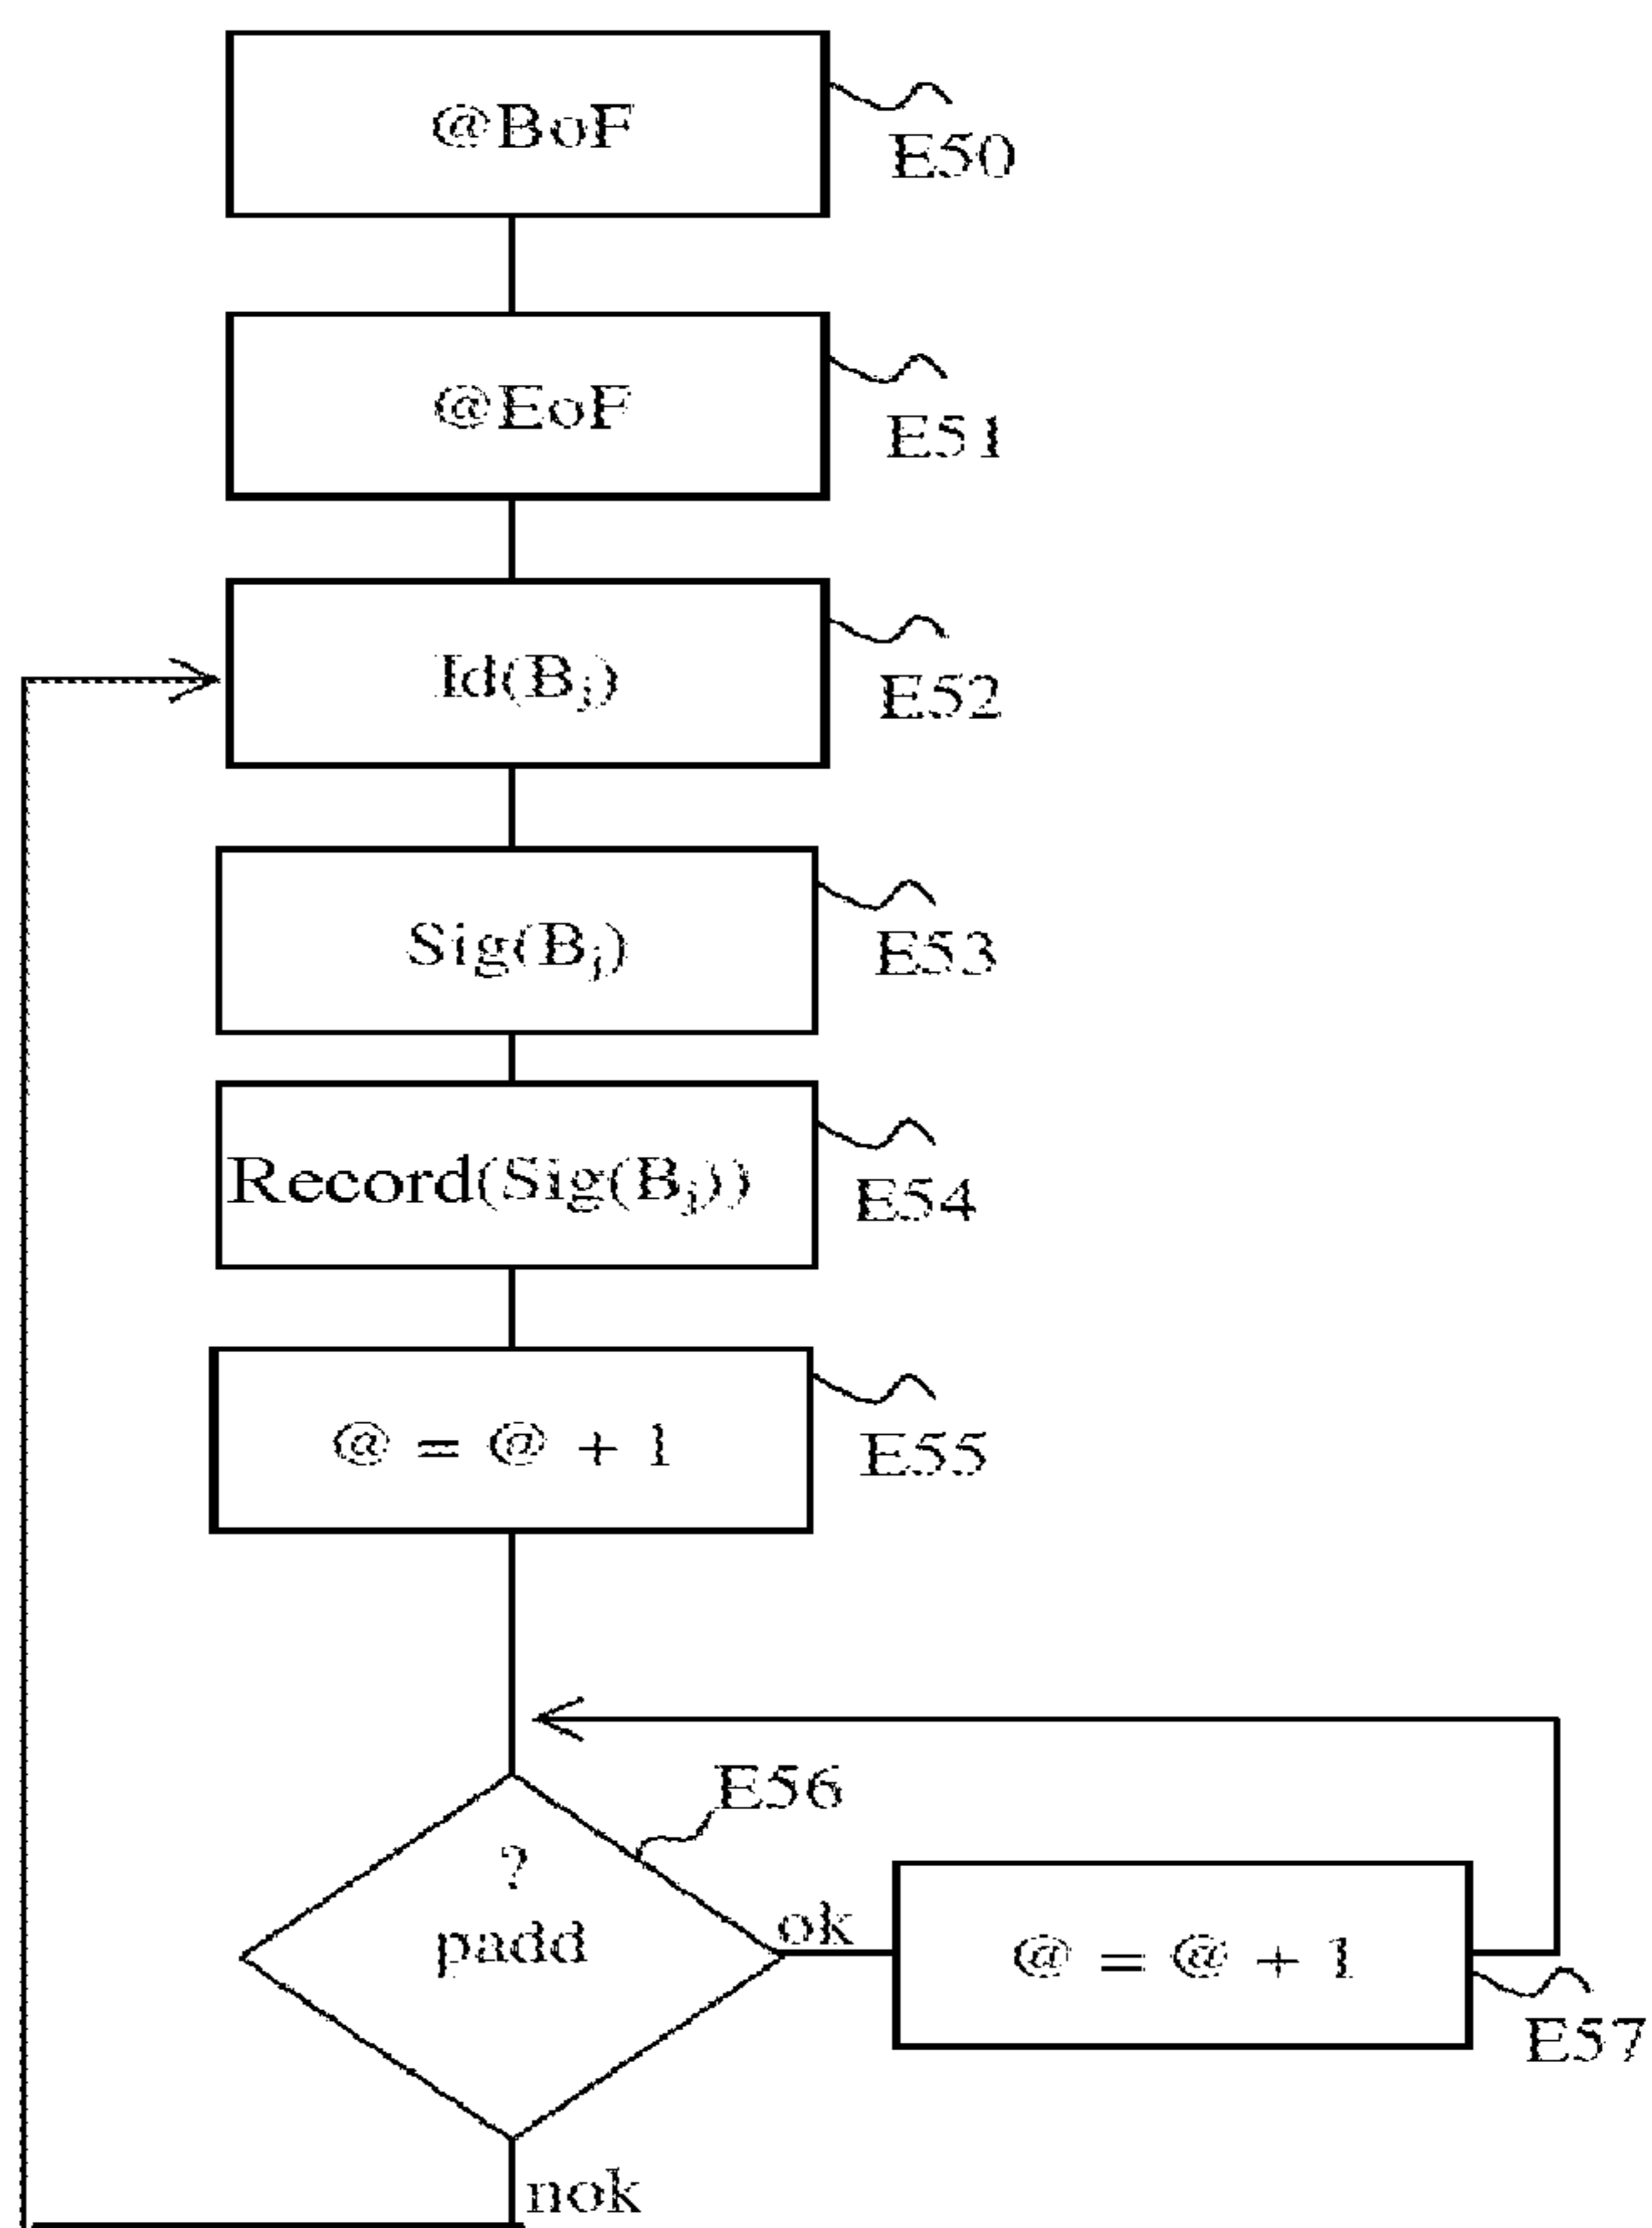 @BoF
E50
@EoF
E51
Id(Bj)
E52
Sig(Bj)
E53
Record(Sig(Bj))
E54
@ = @ + 1
E55
E56
?
padd
ok
@ = @ + 1
E57
nok